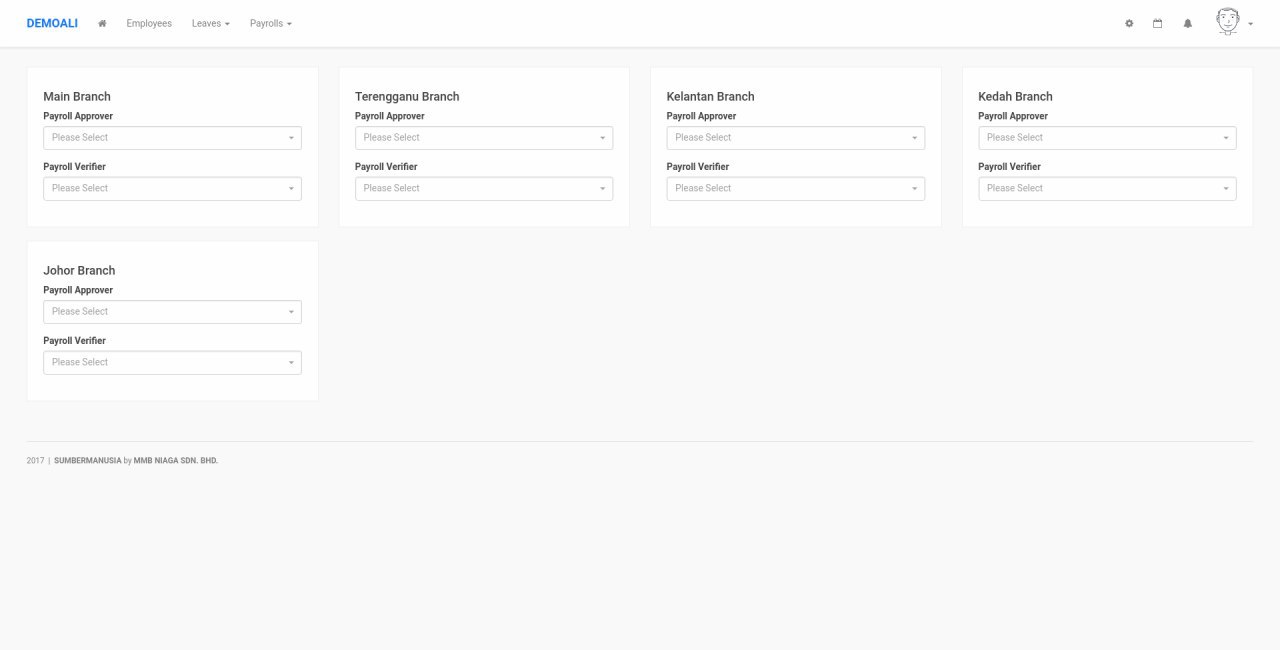 DEMOALI Employees Leaves Payrolls
Main Branch
Payroll Approver
Please Select
Payroll Verifier
Please Select
Terengganu Branch
Payroll Approver
Please Select
Payroll Verifier
Please Select
Kelantan Branch
Payroll Approver
Please Select
Payroll Verifier
Please Select
Kedah Branch
Payroll Approver
Please Select
Payroll Verifier
Please Select
Johor Branch
Payroll Approver
Please Select
Payroll Verifier
Please Select
2017 | SUMBERMANUSIA by MMB NIAGA SDN. BHD.